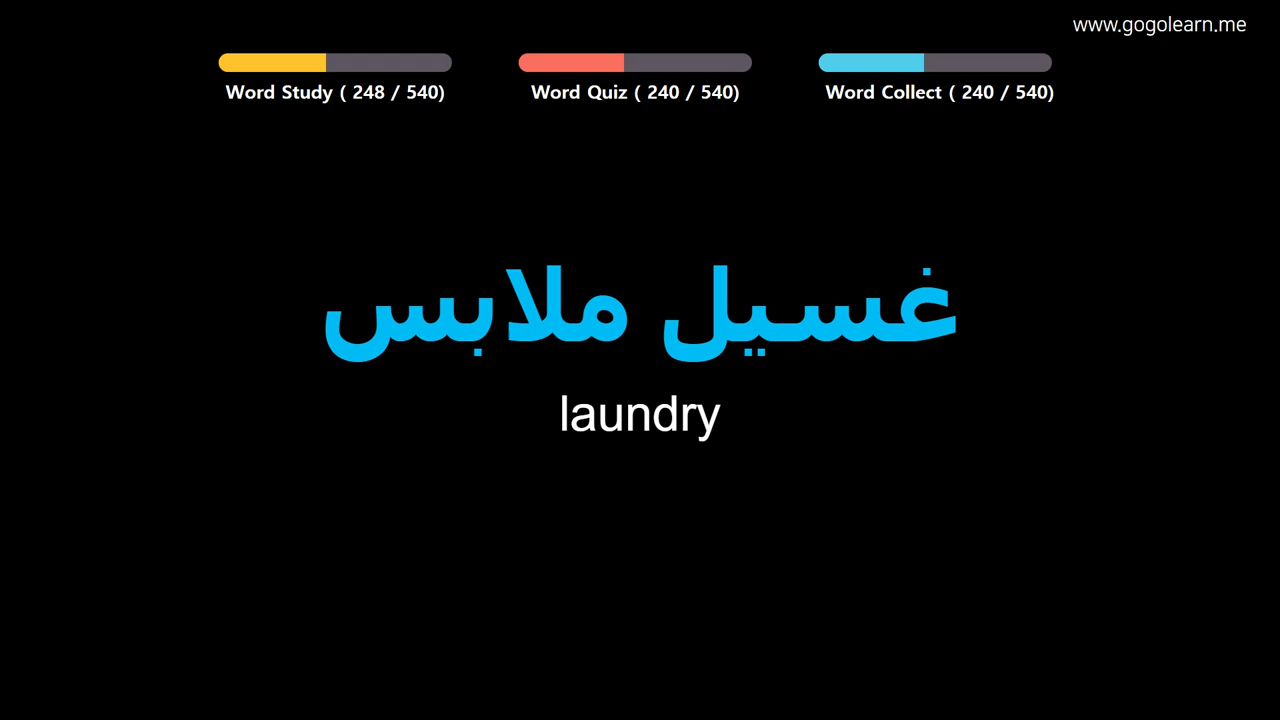 www.gogolearn.me
Word Study ( 248 / 540)
Word Quiz ( 240 / 540)
Word Collect ( 240 / 540)
غسيل ملابس
laundry